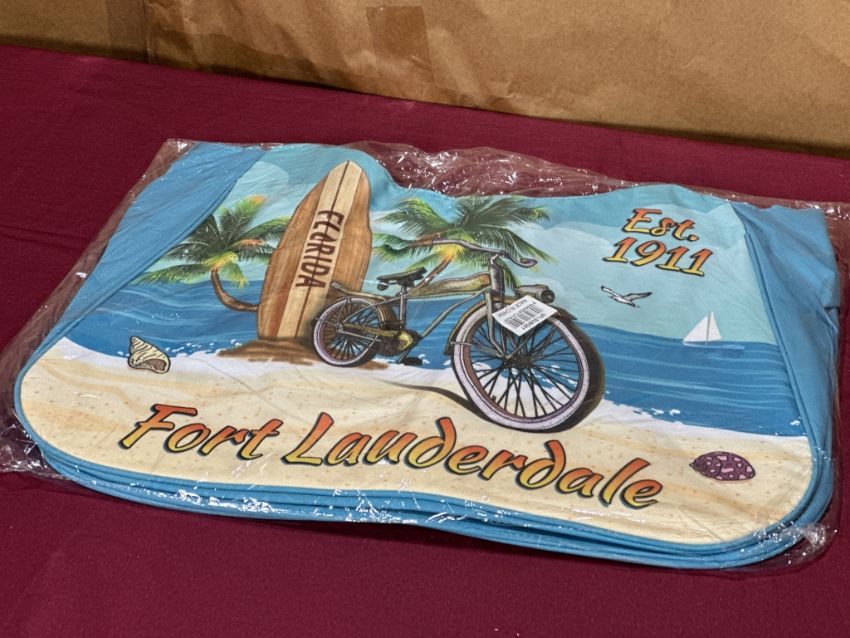 FLORIDA
Est.
1911
Fort Lauderdale